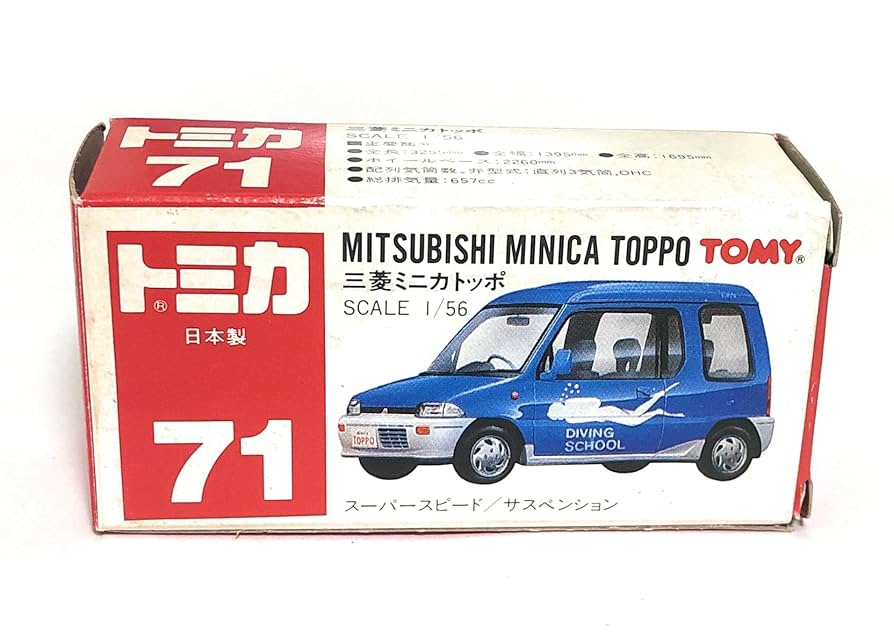 トミカ
71
三菱ミニカトッポ
SCALE 1/56
■主要諸元
●全長:3295mm ●全幅:1395mm ●全高:1695mm
●ホイールベース:2260mm
●配列気筒数、弁型式:直列3気筒、OHC
●総排気量:657cc
トミカ
®
日本製
71
MITSUBISHI MINICA TOPPO TOMY®
三菱ミニカトッポ
SCALE 1/56
TOPPO
DIVING
SCHOOL
スーパースピード/サスペンション